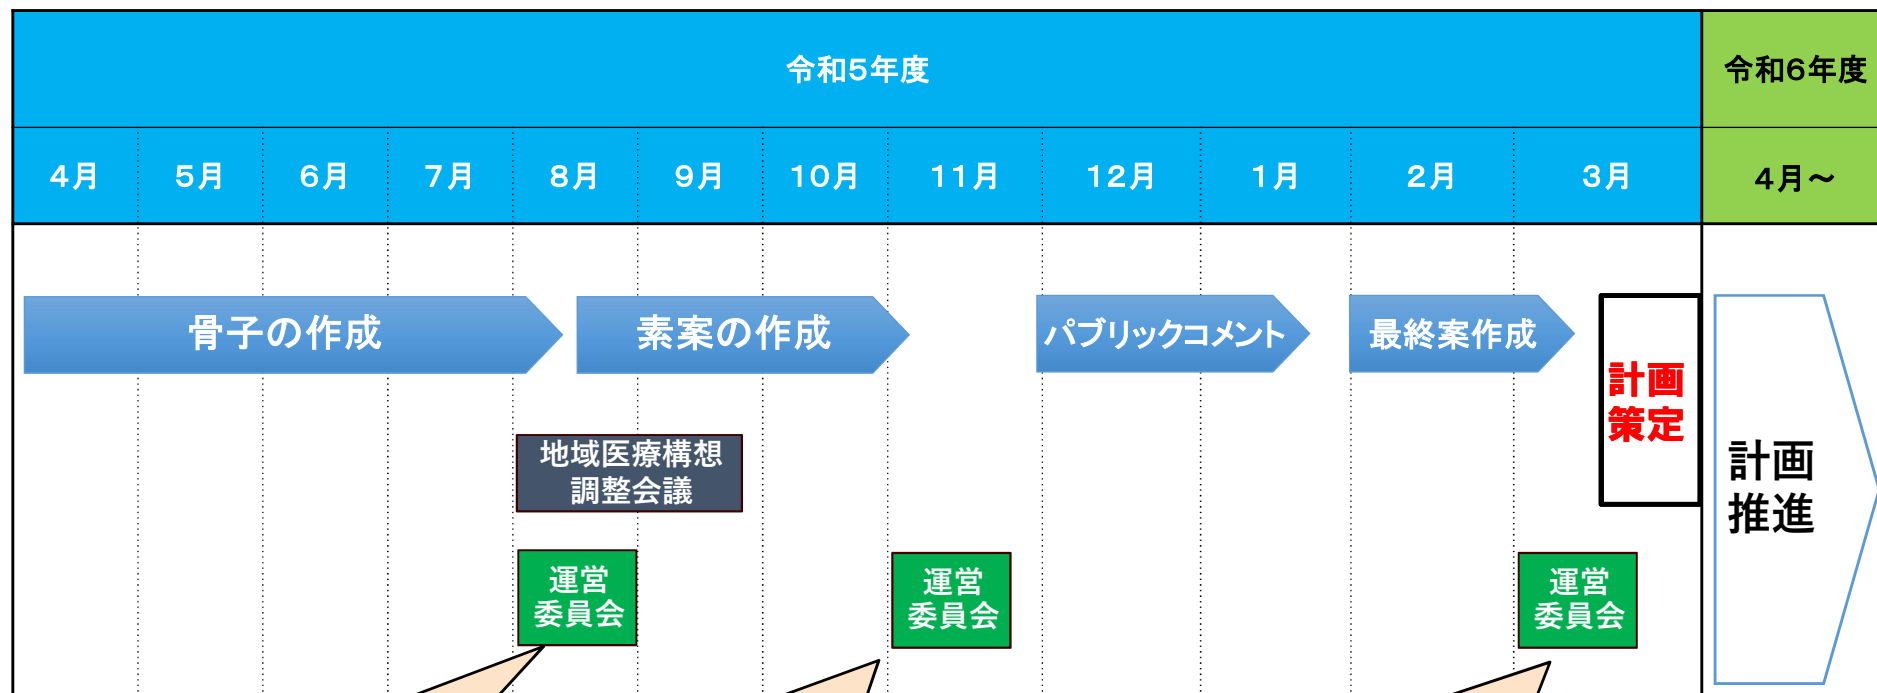 令和5年度
令和6年度
4月
5月
6月
7月
8月
9月
10月
11月
12月
1月
2月
3月
4月～
骨子の作成
素案の作成
パブリックコメント
最終案作成
計画
策定
地域医療構想
調整会議
計画
推進
運営
委員会
運営
委員会
運営
委員会